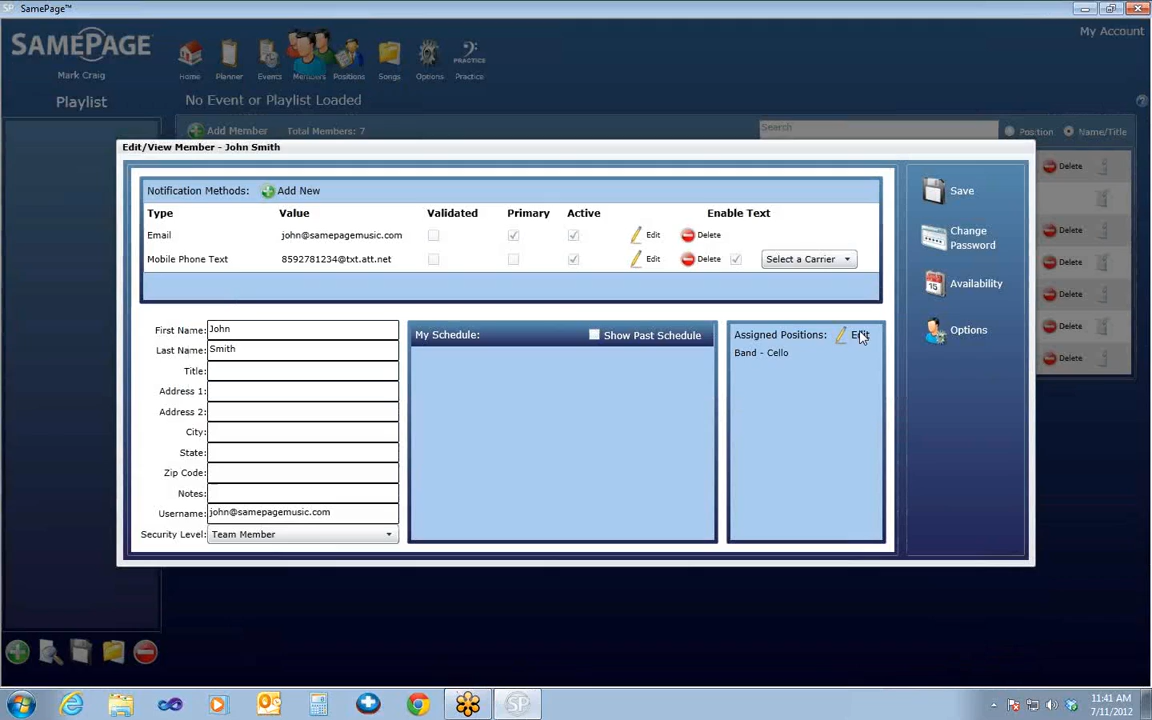 SP SamePage™
SAMEPAGE
Mark Craig
Home Planner Events Members Positions Songs Options Practice
PRACTICE
My Account
Playlist
No Event or Playlist Loaded
Add Member Total Members: 7
Search
Position Name/Title
Edit/View Member - John Smith
Notification Methods: Add New
Type Value Validated Primary Active Enable Text
Email john@samepagemusic.com Edit Delete
Mobile Phone Text 8592781234@txt.att.net Edit Delete Select a Carrier
Save
Change Password
Availability
Options
First Name: John
Last Name: Smith
Title:
Address 1:
Address 2:
City:
State:
Zip Code:
Notes:
Username: john@samepagemusic.com
Security Level: Team Member
My Schedule: Show Past Schedule
Assigned Positions: Edit
Band - Cello
Delete
Delete
Delete
Delete
Delete
Delete
SP
11:41 AM
7/11/2012